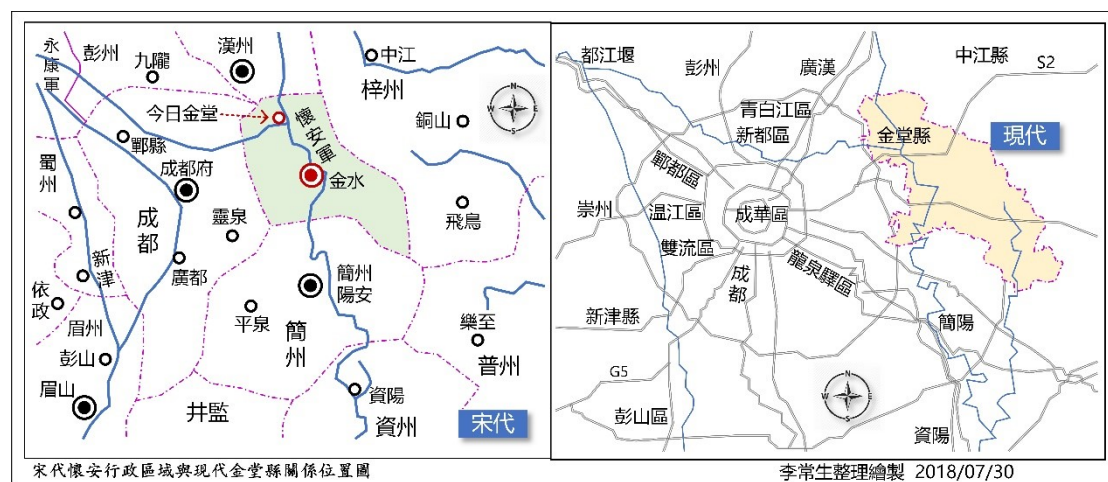 永康軍
彭州
九隴
漢州
中江
梓州
今日金堂
懷安軍
銅山
郫縣
成都府
蜀州
成都
靈泉
金水
飛鳥
新津
廣都
依政
簡州
陽安
平泉
簡州
眉州
樂至
彭山
普州
眉山
井監
資陽
資州
宋代
N
E
S
W
宋代懷安行政區域與現代金堂縣關係位置圖
都江堰
彭州
廣漢
中江縣
S2
青白江區
新都區
金堂縣
現代
郫都區
崇州
溫江區
成華區
雙流區
龍泉驛區
成都
新津縣
簡陽
G5
彭山區
資陽
N
E
S
W
李常生整理繪製 2018/07/30